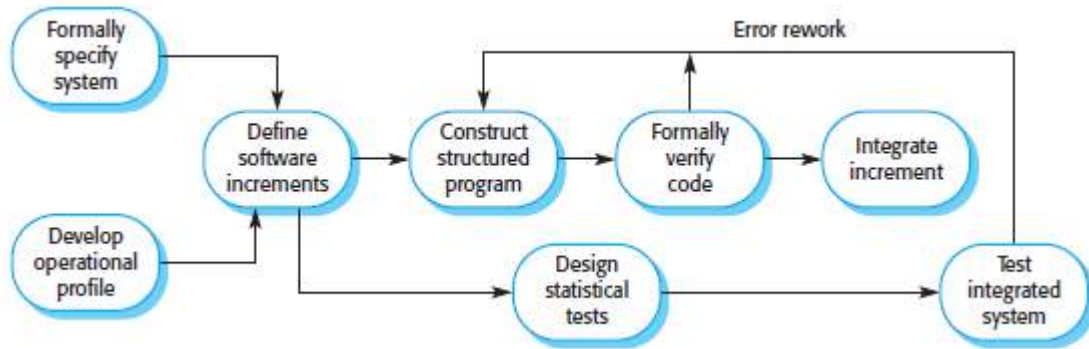 Formally
specify
system
Error rework
Define
software
increments
Construct
structured
program
Formally
verify
code
Integrate
increment
Develop
operational
profile
Design
statistical
tests
Test
integrated
system